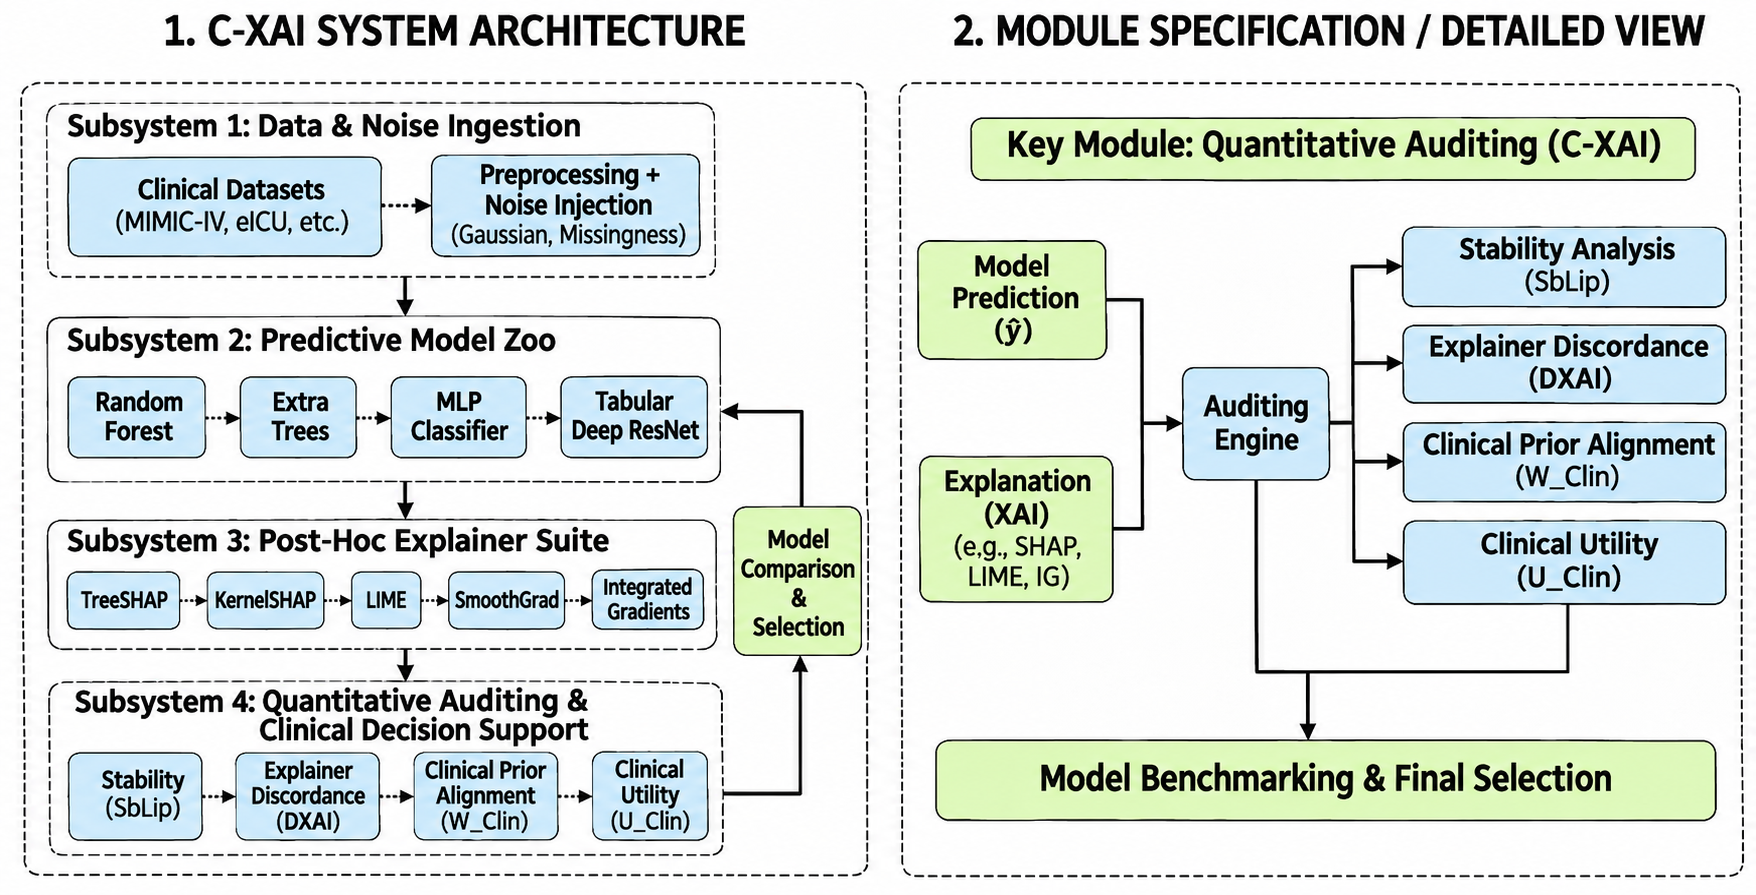 1. C-XAI SYSTEM ARCHITECTURE
Subsystem 1: Data & Noise Ingestion
Clinical Datasets
(MIMIC-IV, eICU, etc.)
Preprocessing +
Noise Injection
(Gaussian, Missingness)
Subsystem 2: Predictive Model Zoo
Random
Forest
Extra
Trees
MLP
Classifier
Tabular
Deep ResNet
Subsystem 3: Post-Hoc Explainer Suite
TreeSHAP
KernelSHAP
LIME
SmoothGrad
Integrated
Gradients
Model
Comparison
&
Selection
Subsystem 4: Quantitative Auditing &
Clinical Decision Support
Stability
(SbLip)
Explainer
Discordance
(DXAI)
Clinical Prior
Alignment
(W_Clin)
Clinical
Utility
(U_Clin)
2. MODULE SPECIFICATION / DETAILED VIEW
Key Module: Quantitative Auditing (C-XAI)
Model
Prediction
(ŷ)
Explanation
(XAI)
(e,g., SHAP,
LIME, IG)
Auditing
Engine
Stability Analysis
(SbLip)
Explainer Discordance
(DXAI)
Clinical Prior Alignment
(W_Clin)
Clinical Utility
(U_Clin)
Model Benchmarking & Final Selection